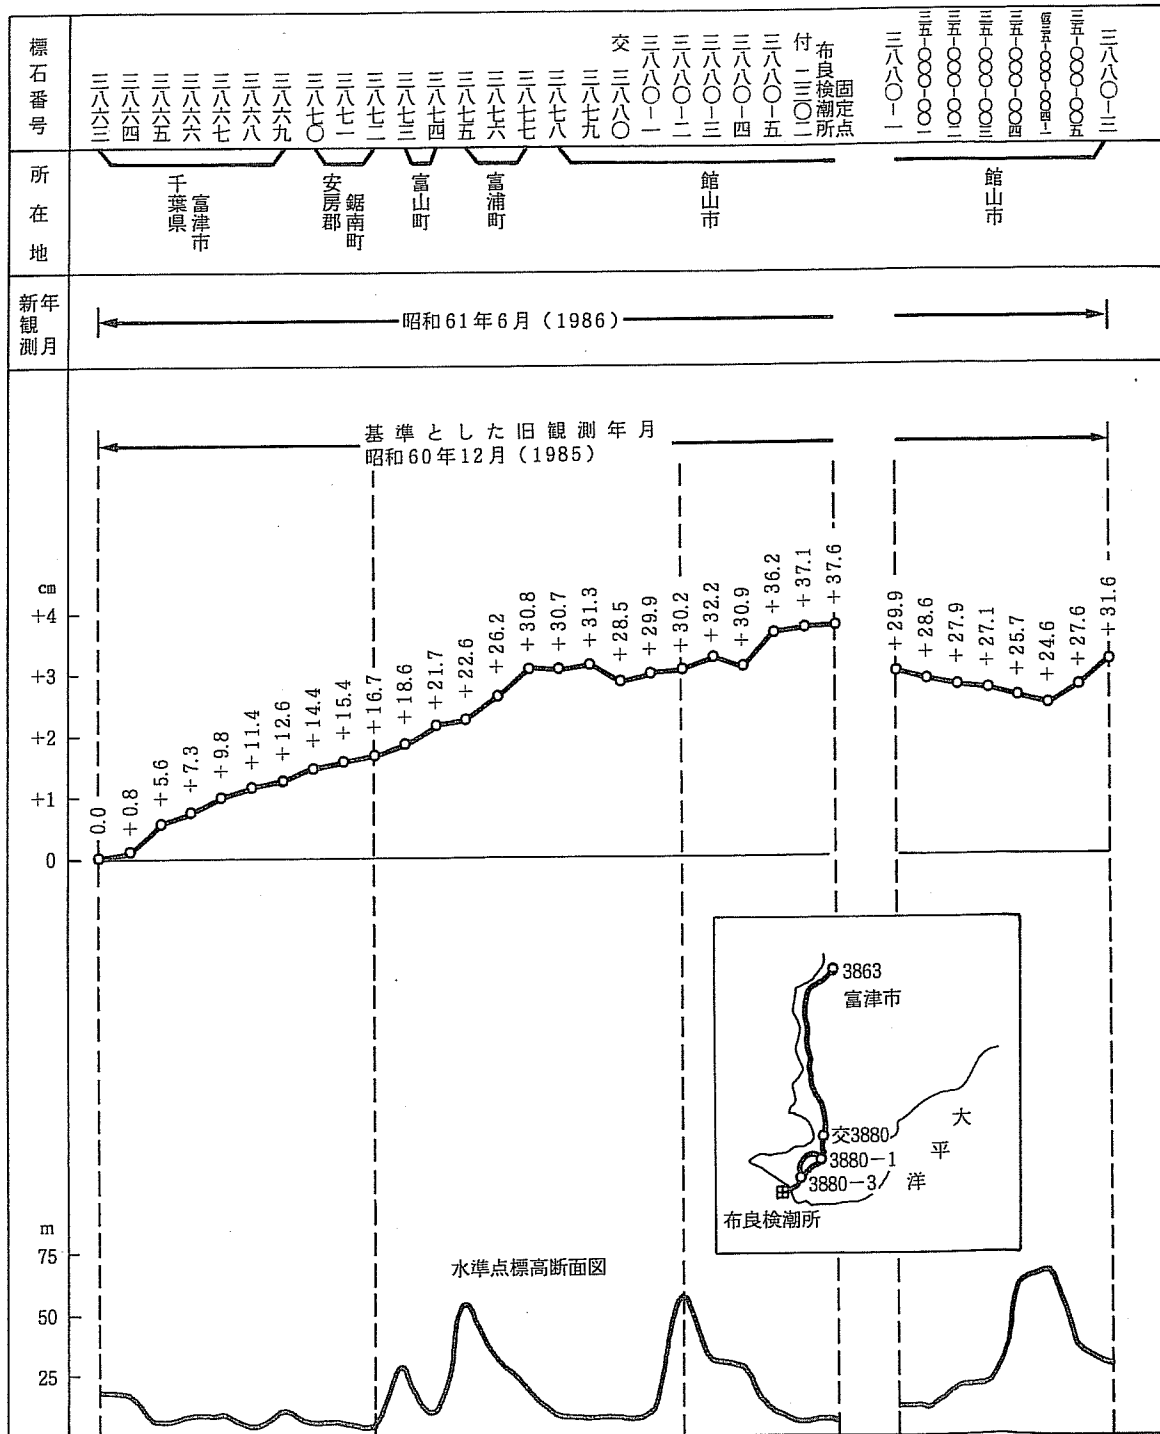 標石番号
三八六三
三八六四
三八六五
三八六六
三八六七
三八六八
三八六九
三八七〇
三八七一
三八七二
三八七三
三八七四
三八七五
三八七六
三八七七
三八七八
三八七九
交 三八八〇
三八八〇-一
三八八〇-二
三八八〇-三
三八八〇-四
三八八〇-五
付 二三〇二
布良検潮所
固定点
三八八〇-一
三五-〇〇〇-〇〇一
三五-〇〇〇-〇〇二
三五-〇〇〇-〇〇三
三五-〇〇〇-〇〇四
三五-〇〇〇-〇〇四-一
三五-〇〇〇-〇〇五
三八八〇-三
所在地
千葉県
富津市
安房郡
鋸南町
富山町
富浦町
館山市
館山市
新観測
年月
昭和61年6月(1986)
基準とした旧観測年月
昭和60年12月(1985)
cm
+4
+3
+2
+1
0
0.0
+0.8
+5.6
+7.3
+9.8
+11.4
+12.6
+14.4
+15.4
+16.7
+18.6
+21.7
+22.6
+26.2
+30.8
+30.7
+31.3
+28.5
+29.9
+30.2
+32.2
+30.9
+36.2
+37.1
+37.6
+29.9
+28.6
+27.9
+27.1
+25.7
+24.6
+27.6
+31.6
3863
富津市
交3880
3880-1
3880-3
大平洋
布良検潮所
m
75
50
25
水準点標高断面図